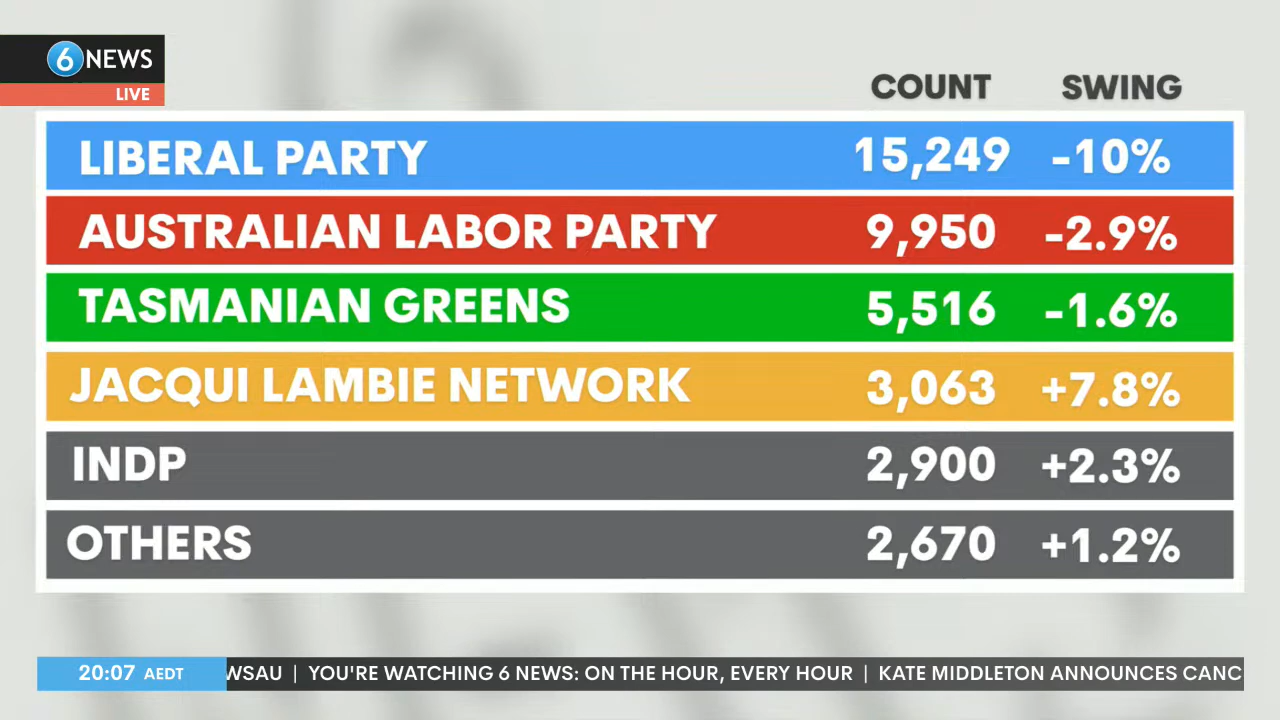 6 NEWS
LIVE
COUNT SWING
LIBERAL PARTY 15,249 -10%
AUSTRALIAN LABOR PARTY 9,950 -2.9%
TASMANIAN GREENS 5,516 -1.6%
JACQUI LAMBIE NETWORK 3,063 +7.8%
INDP 2,900 +2.3%
OTHERS 2,670 +1.2%
20:07 AEDT WSAU | YOU'RE WATCHING 6 NEWS: ON THE HOUR, EVERY HOUR | KATE MIDDLETON ANNOUNCES CANC